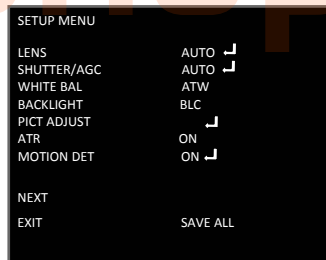 SETUP MENU
LENS AUTO ↵
SHUTTER/AGC AUTO ↵
WHITE BAL ATW
BACKLIGHT BLC
PICT ADJUST ↵
ATR ON
MOTION DET ON ↵
NEXT
EXIT SAVE ALL